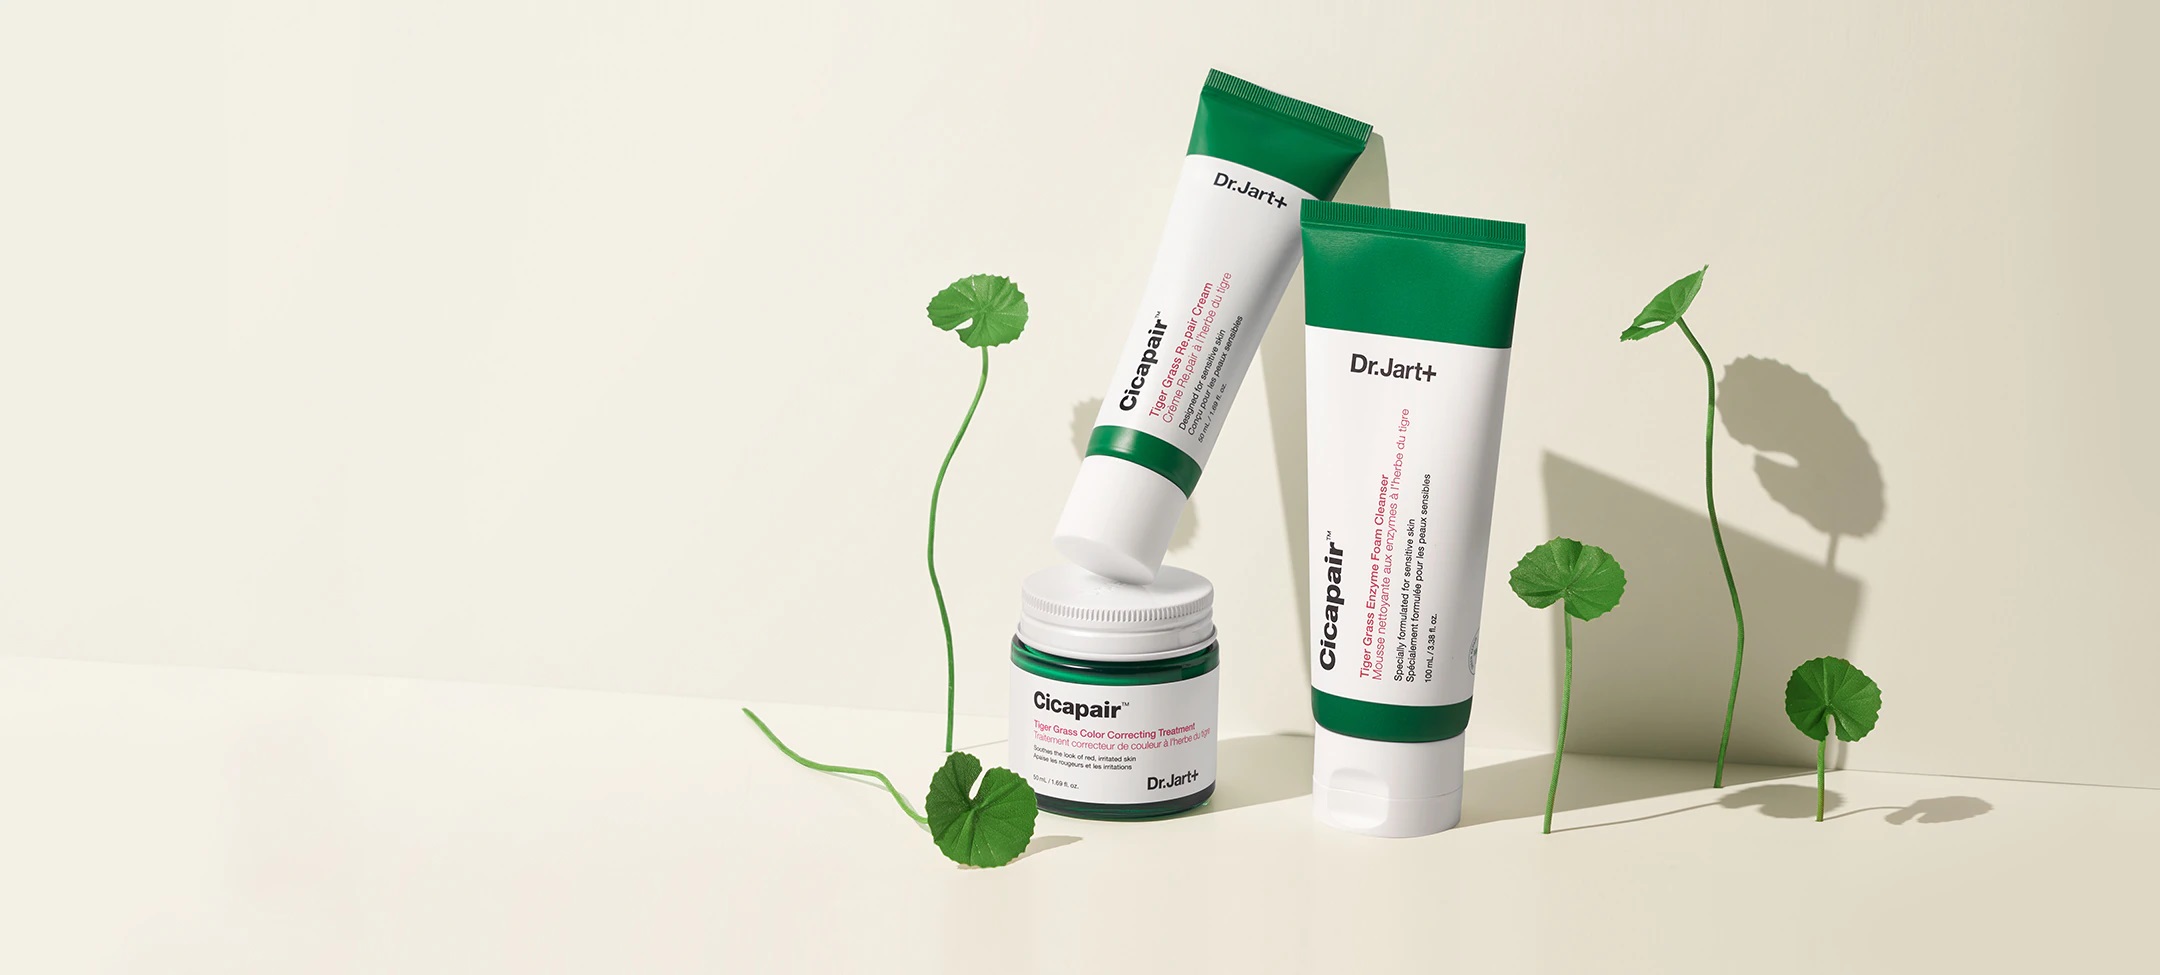 Dr.Jart+
Cicapair™
Tiger Grass Re.pair Cream
Crème Re.pair à l'herbe du tigre
Designed for sensitive skin
Conçu pour les peaux sensibles
50 mL / 1.69 fl. oz.
Dr.Jart+
Cicapair™
Tiger Grass Enzyme Foam Cleanser
Mousse nettoyante aux enzymes à l'herbe du tigre
Specially formulated for sensitive skin
Spécialement formulée pour les peaux sensibles
100 mL / 3.38 fl. oz.
Cicapair™
Tiger Grass Color Correcting Treatment
Traitement correcteur de couleur à l'herbe du tigre
Soothes the look of red, irritated skin
Apaise les rougeurs et les irritations
50 mL / 1.69 fl. oz.
Dr.Jart+